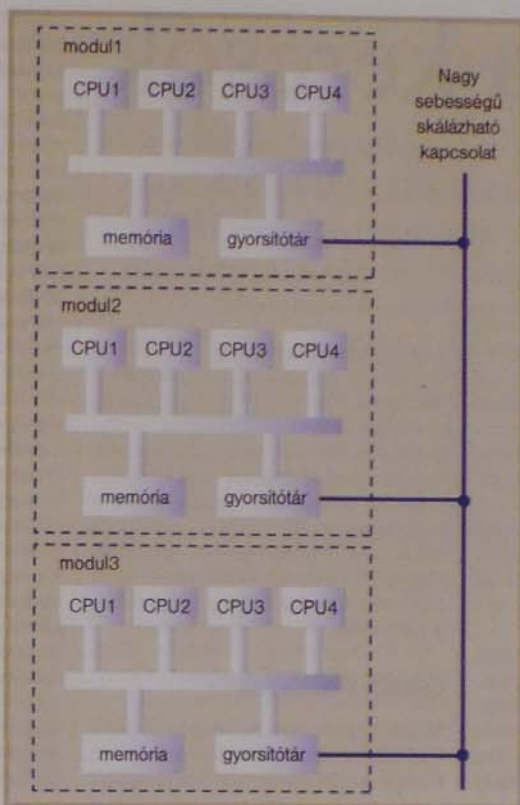 modul1
CPU1 CPU2 CPU3 CPU4
memória gyorsítótár
Nagy
sebességű
skálázható
kapcsolat
modul2
CPU1 CPU2 CPU3 CPU4
memória gyorsítótár
modul3
CPU1 CPU2 CPU3 CPU4
memória gyorsítótár